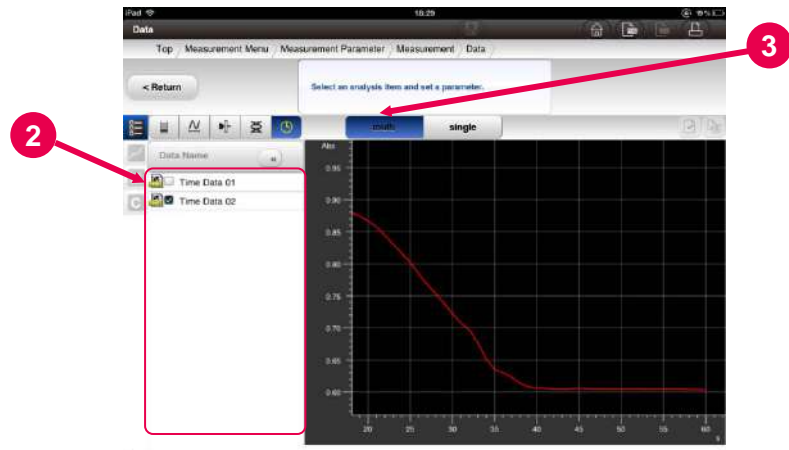 iPad 18:29
Data
Top Measurement Menu Measurement Parameter Measurement Data
3
< Return
Select an analysis item and set a parameter.
2
multi single
Data Name «
Abs
Time Data 01
Time Data 02
C
0.95
0.90
0.85
0.80
0.75
0.70
0.65
0.60
20 25 30 35 40 45 50 55 60
s